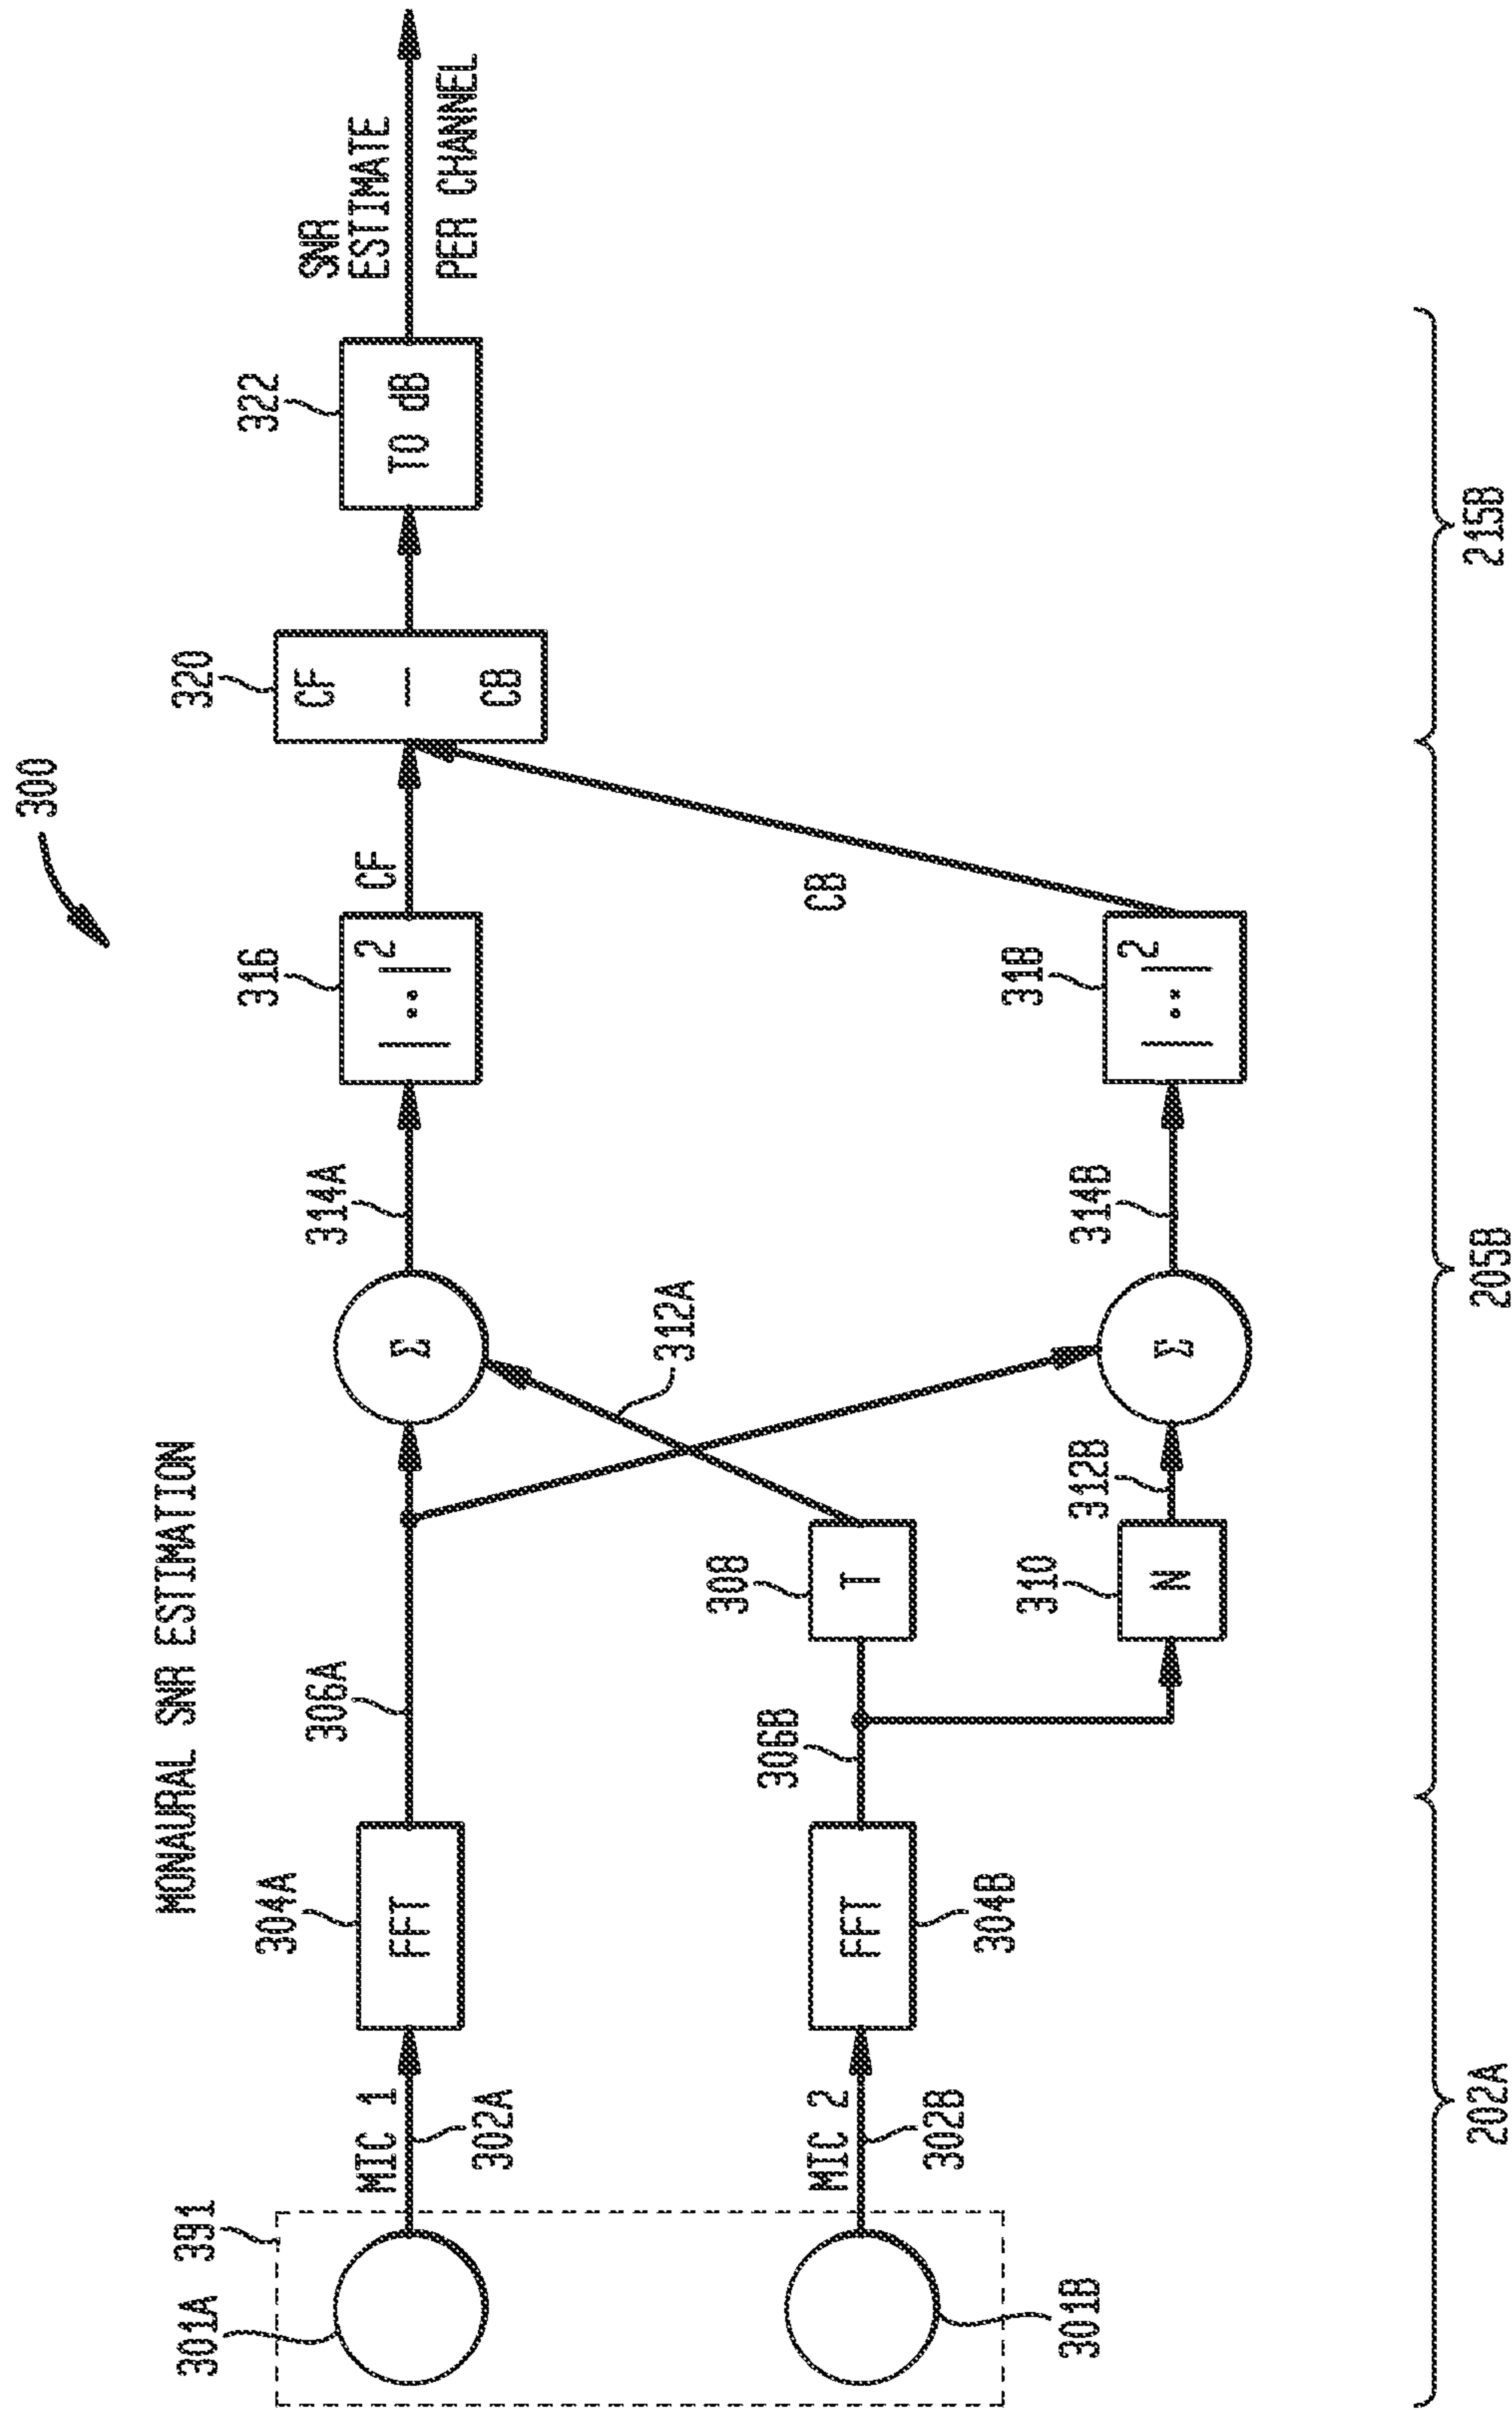 300
MONAURAL SNR ESTIMATION
391
301A
MIC 1
302A
304A
FFT
306A
Σ
314A
316
|··|2
CF
320
CF
—
CB
322
TO dB
SNR
ESTIMATE
PER CHANNEL
312A
CB
301B
MIC 2
302B
304B
FFT
306B
308
T
310
N
312B
Σ
314B
318
|··|2
202A
205B
215B